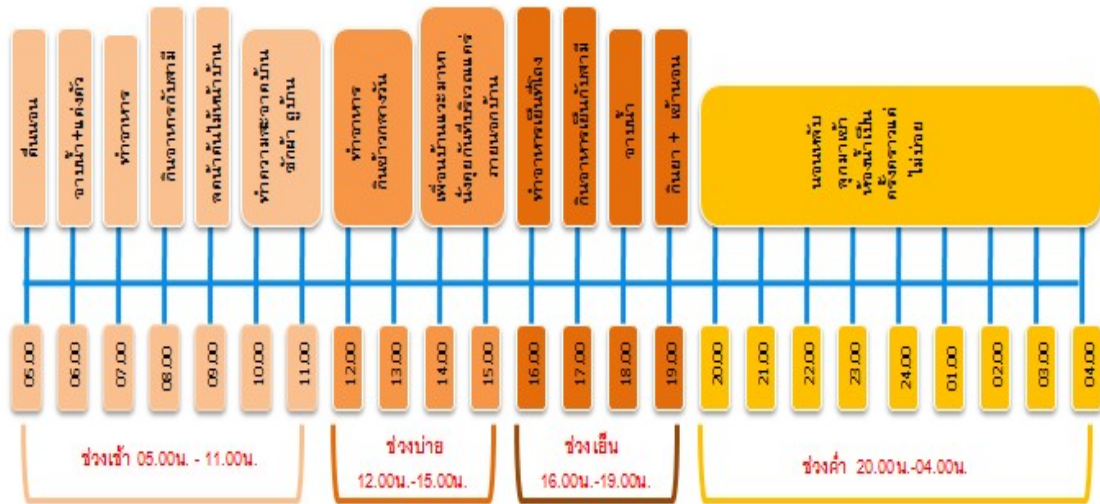 ตื่นนอน
อาบน้ำ+แต่งตัว
ทำอาหาร
กินอาหารกับสามี
ลดน้ำต้นไม้หน้าบ้าน
ทำความสะอาดบ้าน
ซักผ้า ถูบ้าน
ทำอาหาร
กินข้าวกลางวัน
เพื่อนบ้านแวะมาหา
นั่งคุยกันที่บริเวณแคร่
ภายนอกบ้าน
ทำอาหารเย็นที่โถง
กินอาหารเย็นกับสามี
อาบน้ำ
กินยา + เข้านอน
นอนหลับ
ลุกมาเข้า
ห้องน้ำเป็น
ครั้งคราวแต่
ไม่บ่อย
05.00
06.00
07.00
08.00
09.00
10.00
11.00
12.00
13.00
14.00
15.00
16.00
17.00
18.00
19.00
20.00
21.00
22.00
23.00
24.00
01.00
02.00
03.00
04.00
ช่วงเช้า 05.00น. - 11.00น.
ช่วงบ่าย
12.00น.-15.00น.
ช่วงเย็น
16.00น.-19.00น.
ช่วงค่ำ 20.00น.-04.00น.